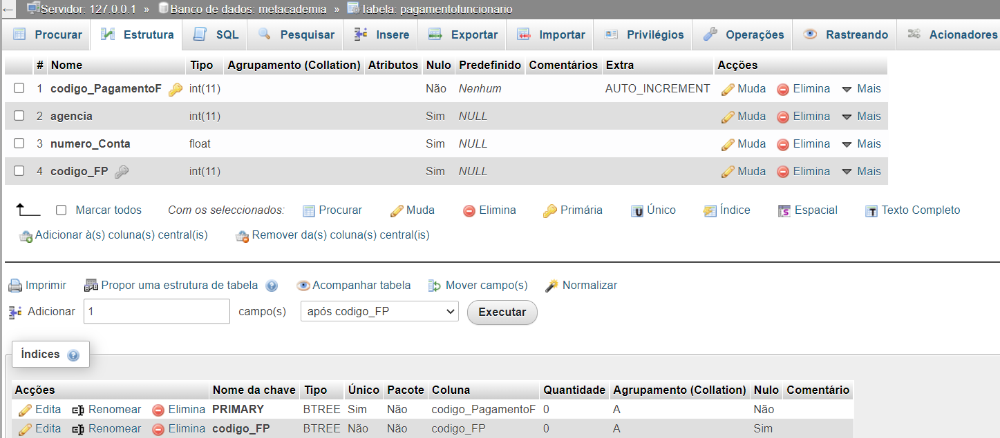 ← Servidor: 127.0.0.1 » Banco de dados: metacademia » Tabela: pagamentofuncionario
Procurar Estrutura SQL Pesquisar Insere Exportar Importar Privilégios Operações Rastreando Acionadores
# Nome Tipo Agrupamento (Collation) Atributos Nulo Predefinido Comentários Extra Acções
1 codigo_PagamentoF int(11) Não Nenhum AUTO_INCREMENT Muda Elimina Mais
2 agencia int(11) Sim NULL Muda Elimina Mais
3 numero_Conta float Sim NULL Muda Elimina Mais
4 codigo_FP int(11) Sim NULL Muda Elimina Mais
Marcar todos Com os seleccionados: Procurar Muda Elimina Primária U Único Índice S Espacial T Texto Completo
Adicionar à(s) coluna(s) central(is) Remover da(s) coluna(s) central(is)
Imprimir Propor uma estrutura de tabela Acompanhar tabela Mover campo(s) Normalizar
Adicionar 1 campo(s) após codigo_FP Executar
Índices
Acções Nome da chave Tipo Único Pacote Coluna Quantidade Agrupamento (Collation) Nulo Comentário
Edita Renomear Elimina PRIMARY BTREE Sim Não codigo_PagamentoF 0 A Não
Edita Renomear Elimina codigo_FP BTREE Não Não codigo_FP 0 A Sim